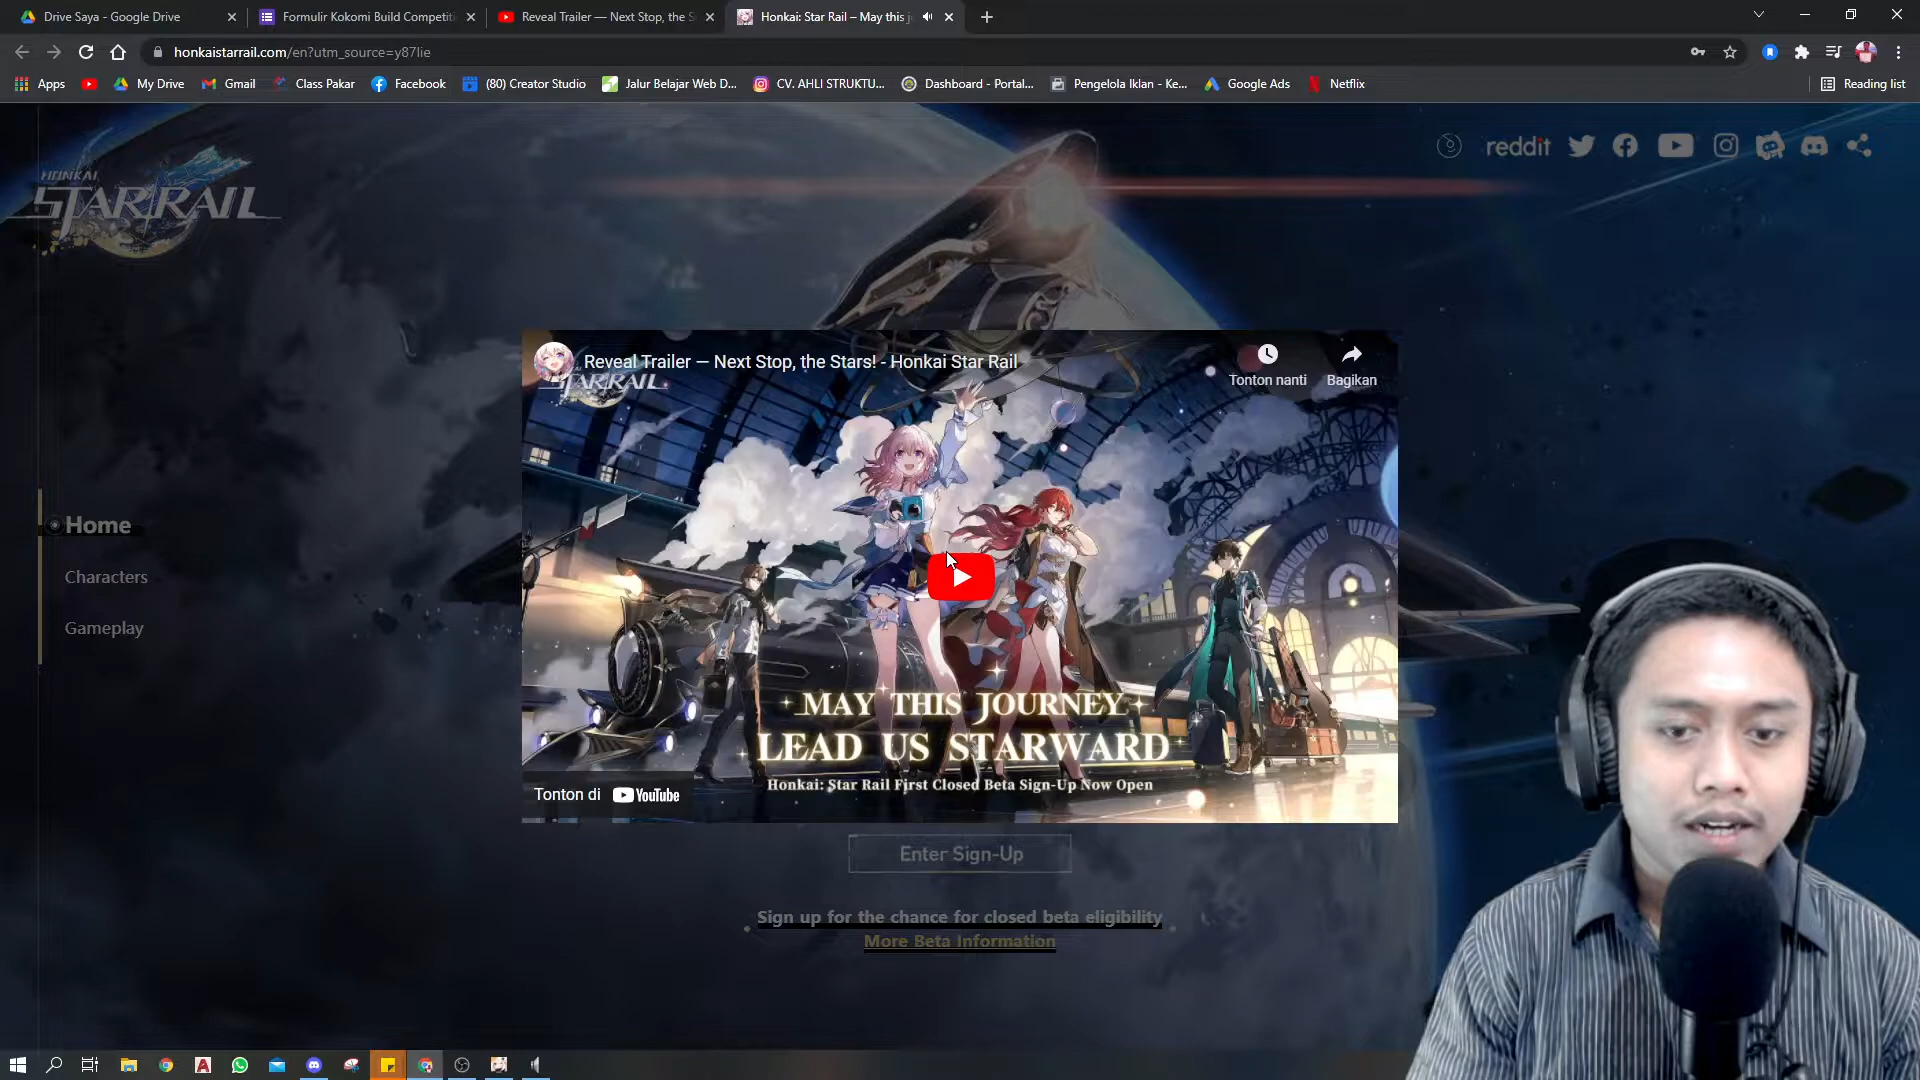 Drive Saya - Google Drive
Formulir Kokomi Build Competiti
Reveal Trailer — Next Stop, the S
Honkai: Star Rail – May this j
honkaistarrail.com/en?utm_source=y87lie
Apps
My Drive
Gmail
Class Pakar
Facebook
(80) Creator Studio
Jalur Belajar Web D...
CV. AHLI STRUKTU...
Dashboard - Portal...
Pengelola Iklan - Ke...
Google Ads
Netflix
Reading list
HONKAI
STAR RAIL
reddit
Reveal Trailer — Next Stop, the Stars! - Honkai Star Rail
STARRAIL
Tonton nanti
Bagikan
Home
Characters
Gameplay
MAY THIS JOURNEY
LEAD US STARWARD
Honkai: Star Rail First Closed Beta Sign-Up Now Open
Tonton di YouTube
Enter Sign-Up
Sign up for the chance for closed beta eligibility
More Beta Information